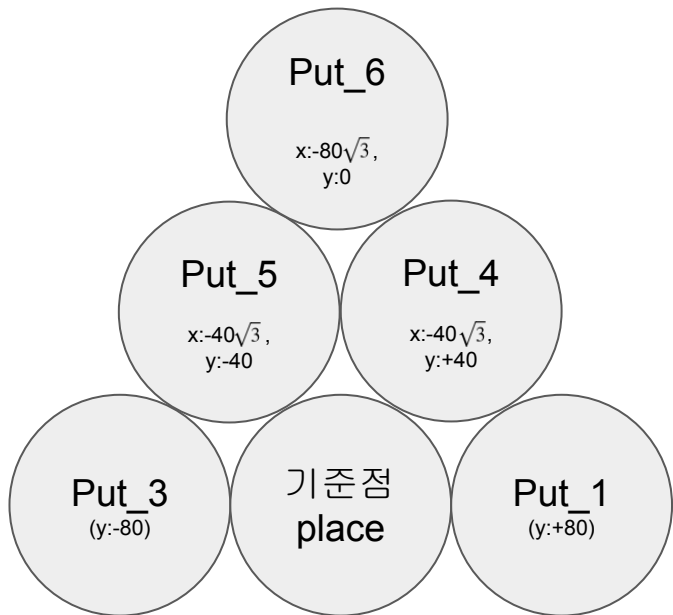 Put_6
x:-80√3,
y:0
Put_5
x:-40√3,
y:-40
Put_4
x:-40√3,
y:+40
Put_3
(y:-80)
기준점
place
Put_1
(y:+80)